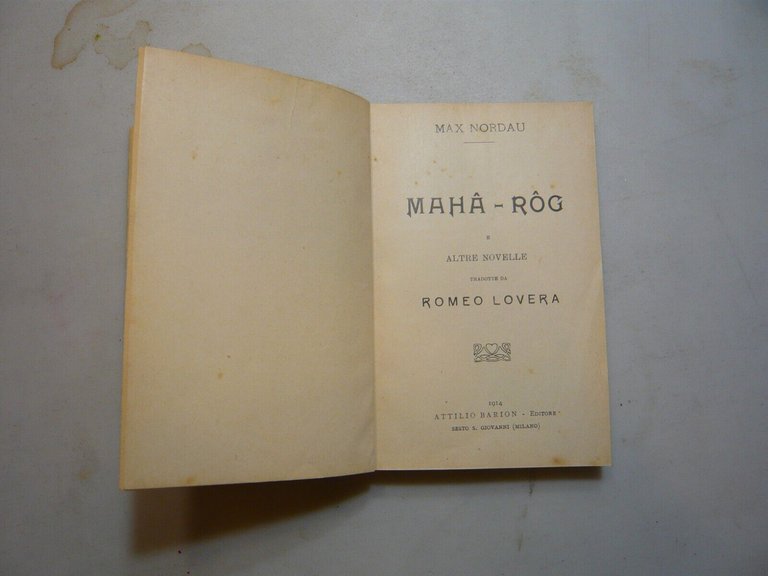 MAX NORDAU
MAHÂ - RÔG
E
ALTRE NOVELLE
TRADOTTE DA
ROMEO LOVERA
1914
ATTILIO BARION - EDITORE
SESTO S. GIOVANNI (MILANO)